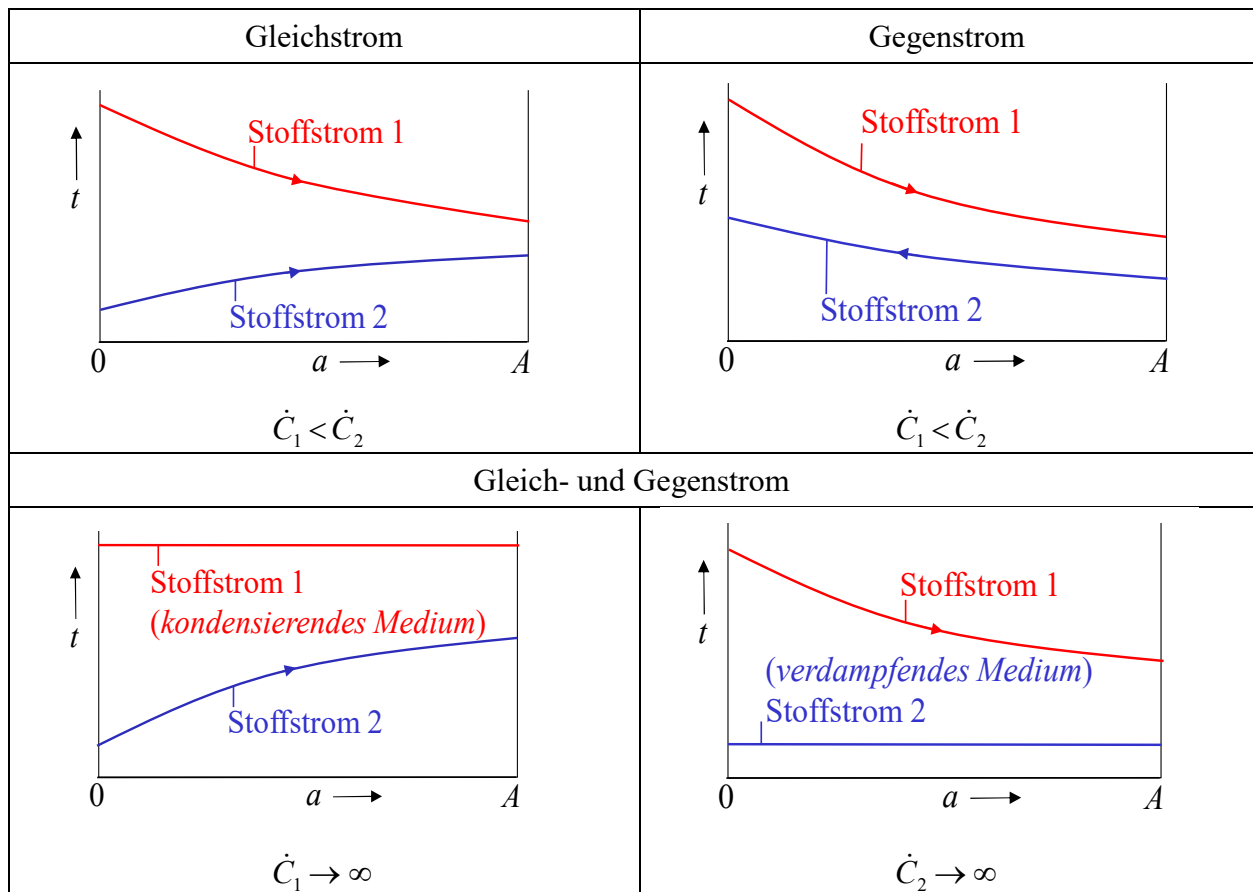 Gleichstrom
Gegenstrom
t
Stoffstrom 1
Stoffstrom 2
0
a
A
Ċ₁ < Ċ₂
t
Stoffstrom 1
Stoffstrom 2
0
a
A
Ċ₁ < Ċ₂
Gleich- und Gegenstrom
t
Stoffstrom 1
(kondensierendes Medium)
Stoffstrom 2
0
a
A
Ċ₁ → ∞
t
Stoffstrom 1
(verdampfendes Medium)
Stoffstrom 2
0
a
A
Ċ₂ → ∞